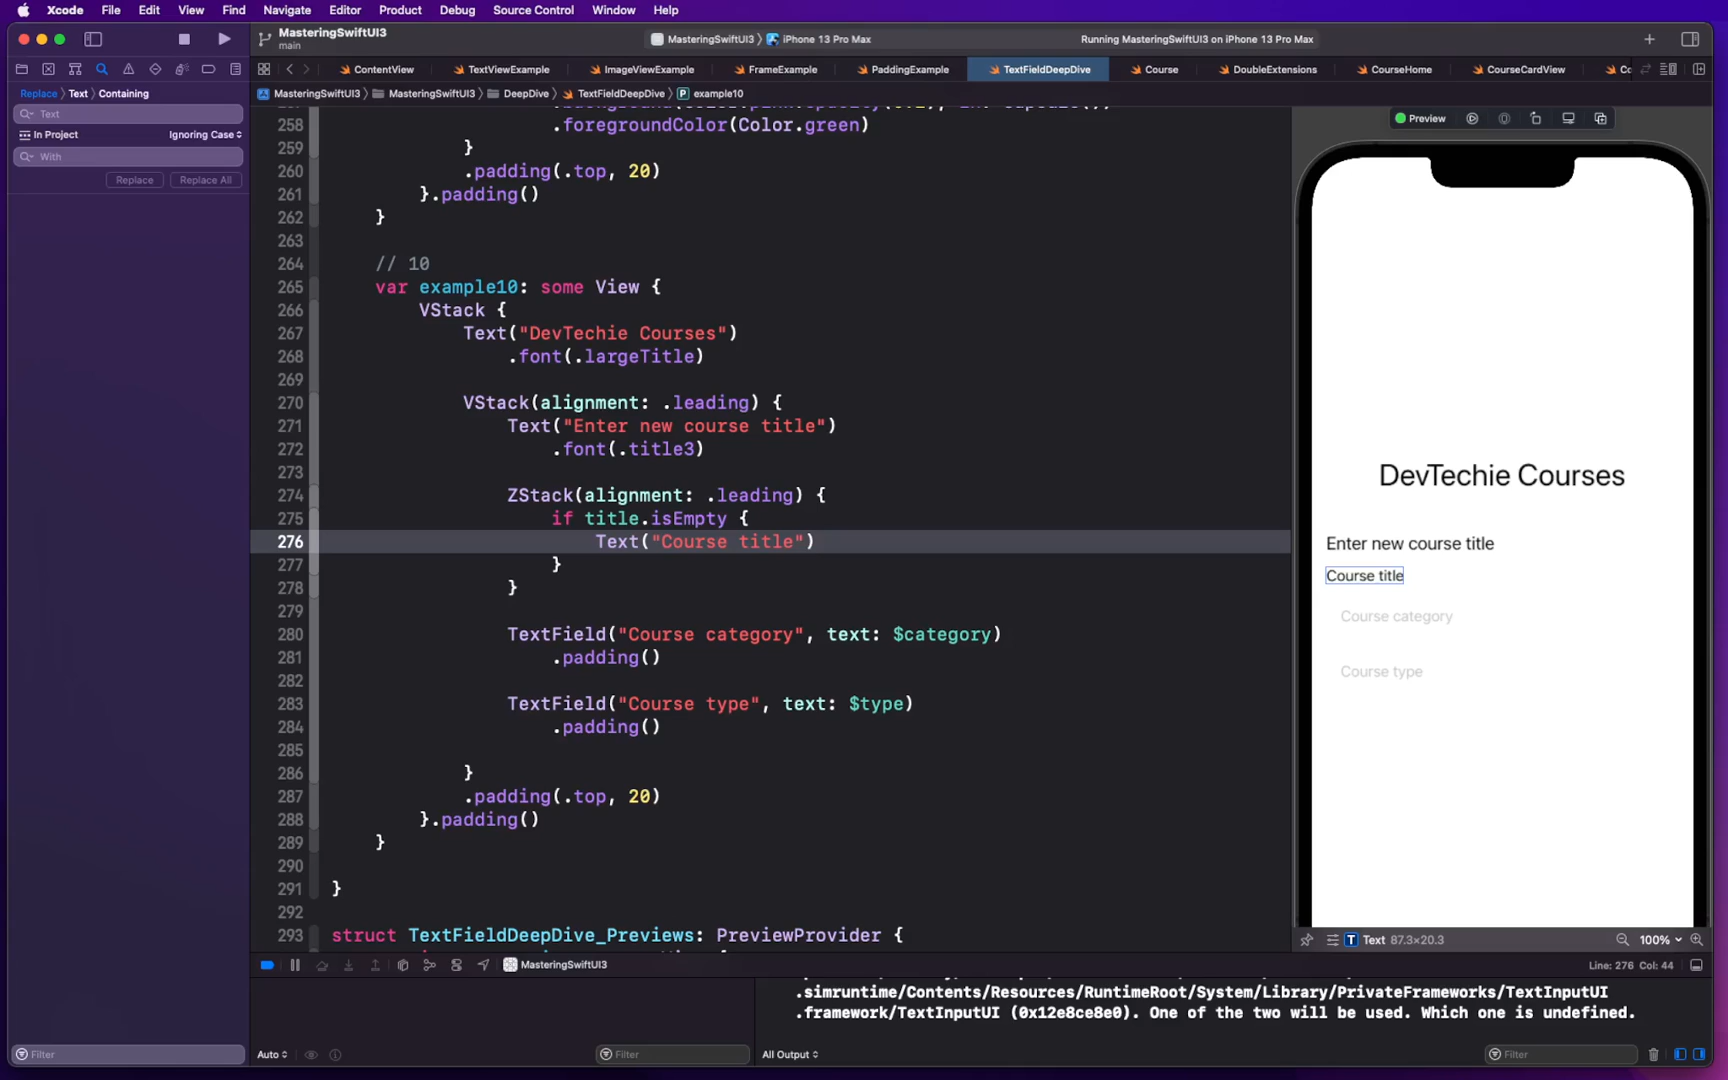 Xcode File Edit View Find Navigate Editor Product Debug Source Control Window Help
MasteringSwiftUI3
main
MasteringSwiftUI3 iPhone 13 Pro Max Running MasteringSwiftUI3 on iPhone 13 Pro Max
ContentView TextViewExample ImageViewExample FrameExample PaddingExample TextFieldDeepDive Course DoubleExtensions CourseHome CourseCardView Co
Replace Text Containing MasteringSwiftUI3 MasteringSwiftUI3 DeepDive TextFieldDeepDive example10
Text
In Project Ignoring Case
With
Replace Replace All
258 .foregroundColor(Color.green)
259 }
260 .padding(.top, 20)
261 }.padding()
262 }
263
264 // 10
265 var example10: some View {
266 VStack {
267 Text("DevTechie Courses")
268 .font(.largeTitle)
269
270 VStack(alignment: .leading) {
271 Text("Enter new course title")
272 .font(.title3)
273
274 ZStack(alignment: .leading) {
275 if title.isEmpty {
276 Text("Course title")
277 }
278 }
279
280 TextField("Course category", text: $category)
281 .padding()
282
283 TextField("Course type", text: $type)
284 .padding()
285
286 }
287 .padding(.top, 20)
288 }.padding()
289 }
290
291 }
292
293 struct TextFieldDeepDive_Previews: PreviewProvider {
Preview
DevTechie Courses
Enter new course title
Course title
Course category
Course type
Text 87.3×20.3 100%
MasteringSwiftUI3 Line: 276 Col: 44
.simruntime/Contents/Resources/RuntimeRoot/System/Library/PrivateFrameworks/TextInputUI
.framework/TextInputUI (0x12e8ce8e0). One of the two will be used. Which one is undefined.
Filter Auto Filter All Output Filter